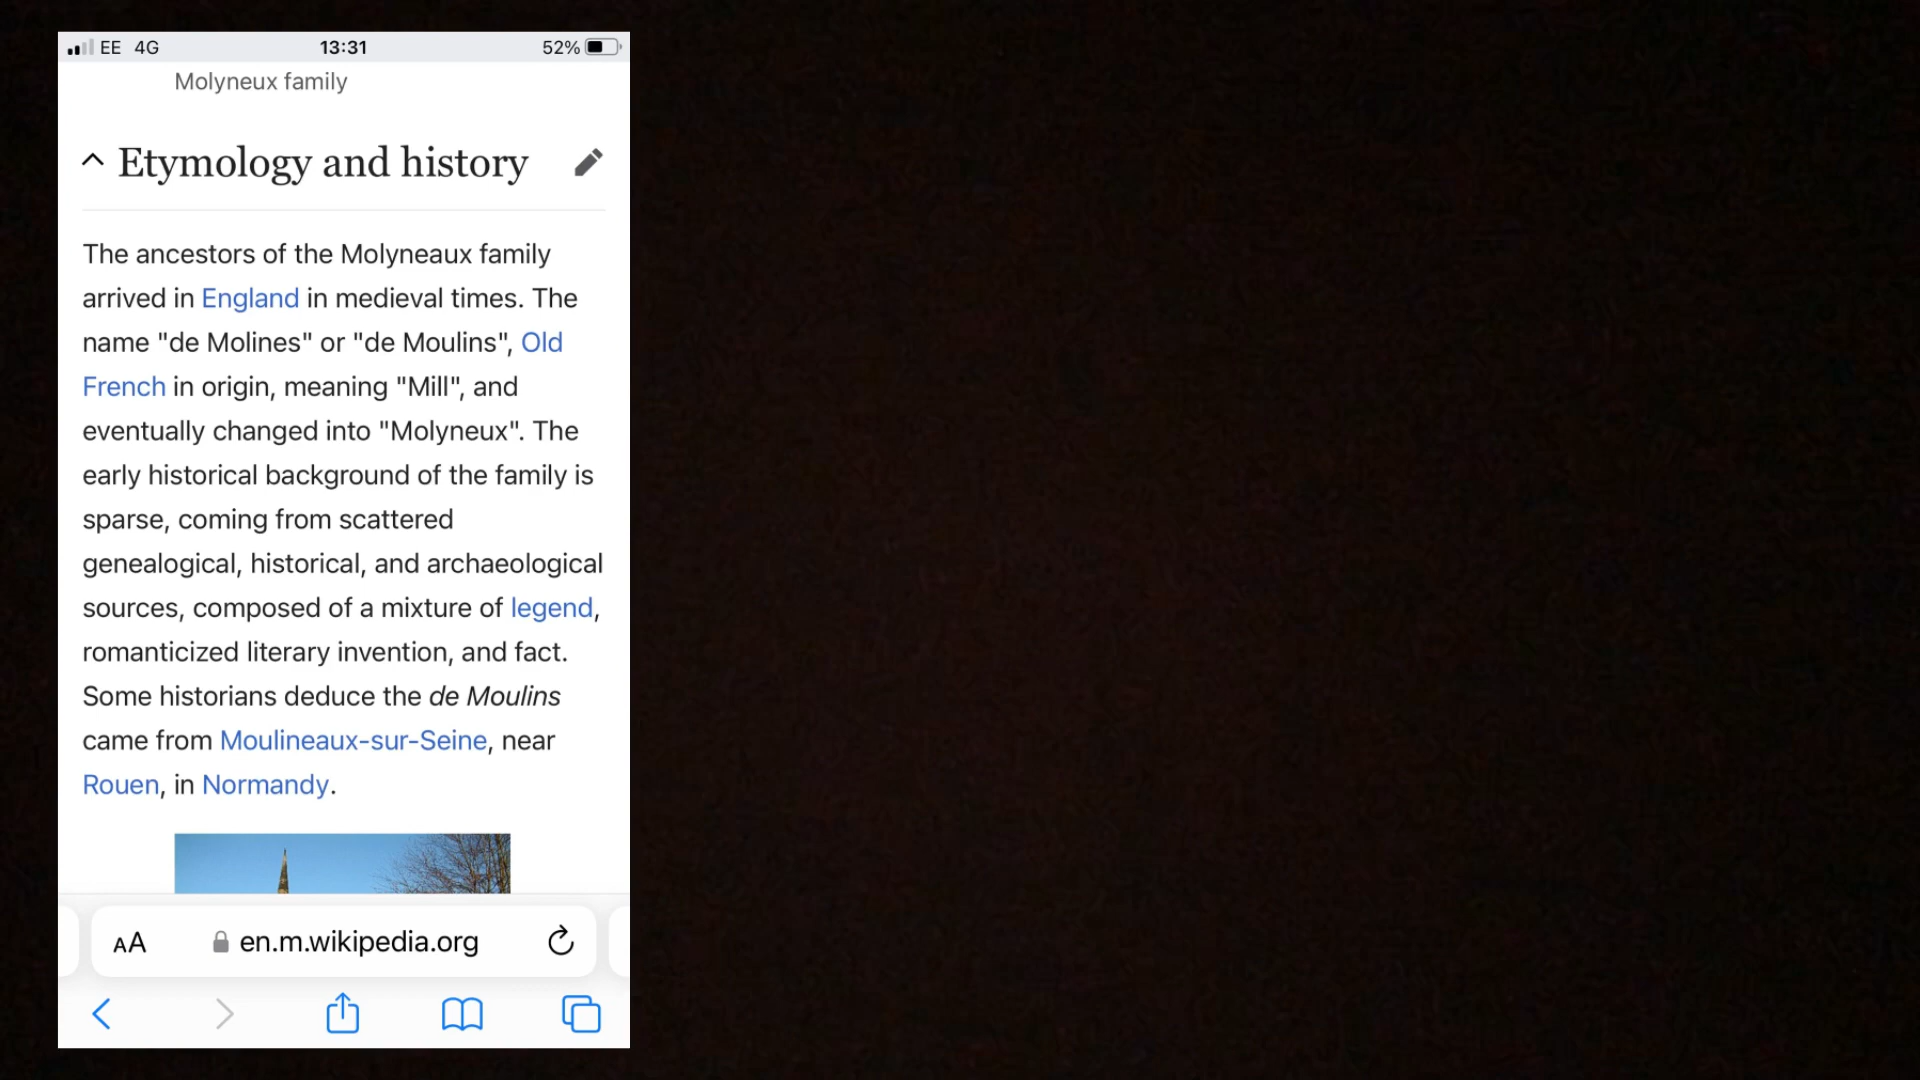 EE 4G 13:31 52%
Molyneux family
Etymology and history
The ancestors of the Molyneaux family
arrived in England in medieval times. The
name "de Molines" or "de Moulins", Old
French in origin, meaning "Mill", and
eventually changed into "Molyneux". The
early historical background of the family is
sparse, coming from scattered
genealogical, historical, and archaeological
sources, composed of a mixture of legend,
romanticized literary invention, and fact.
Some historians deduce the de Moulins
came from Moulineaux-sur-Seine, near
Rouen, in Normandy.
AA en.m.wikipedia.org